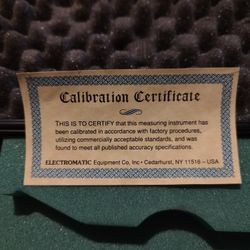 Calibration Certificate
THIS IS TO CERTIFY that this measuring instrument has
been calibrated in accordance with factory procedures,
utilizing commercially acceptable standards, and was
found to meet all published accuracy specifications.
ELECTROMATIC Equipment Co, Inc • Cedarhurst, NY 11516 – USA